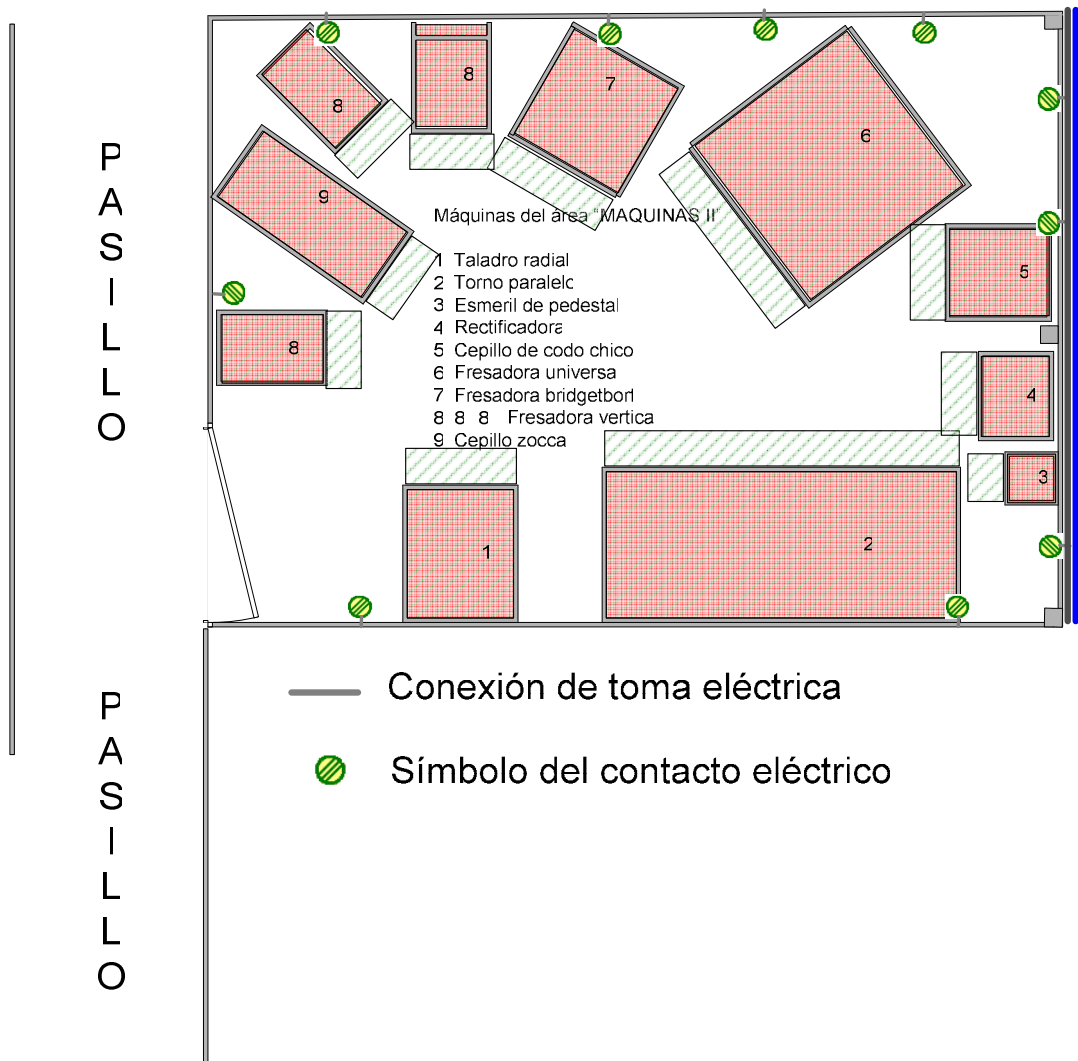 PASILLO
8
8
7
6
9
5
8
4
3
1
2
Máquinas del área "MAQUINAS II"
1 Taladro radial
2 Torno paralelo
3 Esmeril de pedestal
4 Rectificadora
5 Cepillo de codo chico
6 Fresadora universa
7 Fresadora bridgetbort
8 8 8 Fresadora vertica
9 Cepillo zocca
PASILLO
Conexión de toma eléctrica
Símbolo del contacto eléctrico